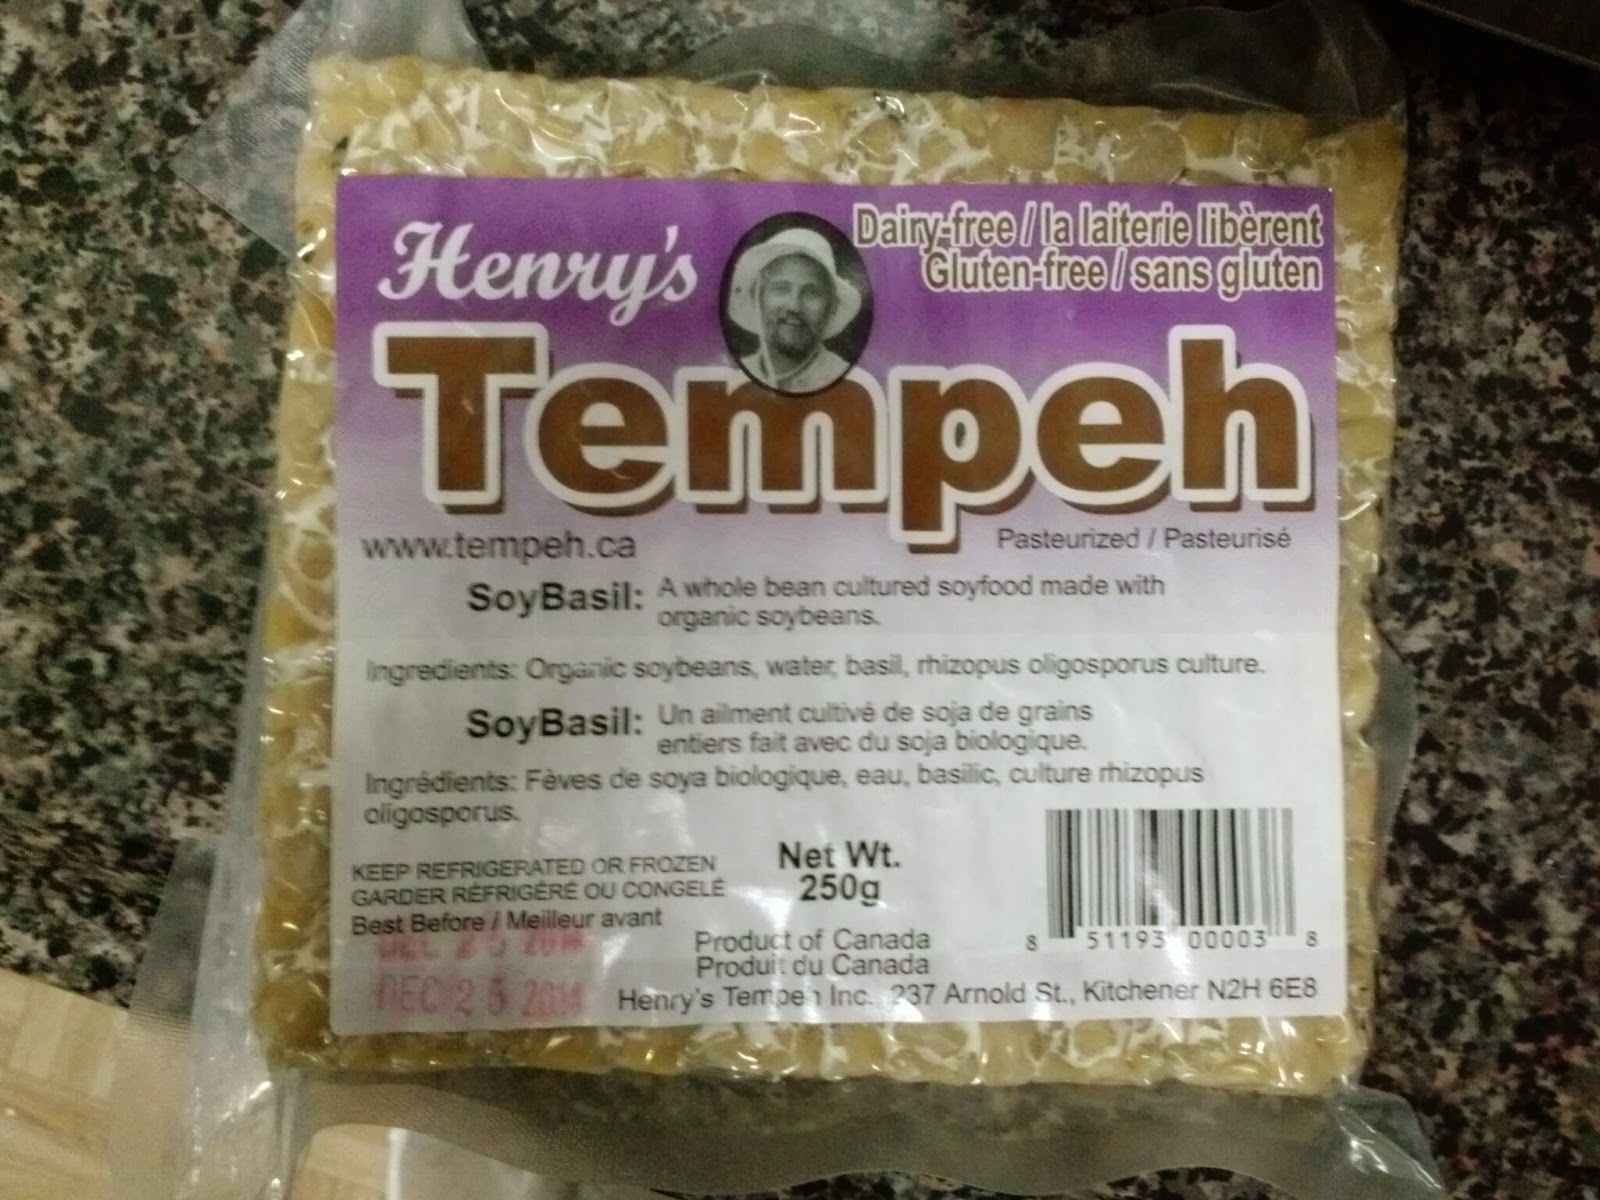 Henry's
Dairy-free / la laiterie libèrent
Gluten-free / sans gluten
Tempeh
www.tempeh.ca
Pasteurized / Pasteurisé
SoyBasil: A whole bean cultured soyfood made with
organic soybeans.
Ingredients: Organic soybeans, water, basil, rhizopus oligosporus culture.
SoyBasil: Un ailment cultivé de soja de grains
entiers fait avec du soja biologique.
Ingrédients: Fèves de soya biologique, eau, basilic, culture rhizopus
oligosporus.
KEEP REFRIGERATED OR FROZEN
GARDER RÉFRIGÉRÉ OU CONGELÉ
Best Before / Meilleur avant
DEC 25 2014
DEC 25 2014
Net Wt.
250g
Product of Canada
Produit du Canada
Henry's Tempeh Inc., 237 Arnold St., Kitchener N2H 6E8
8 51193 00003 8